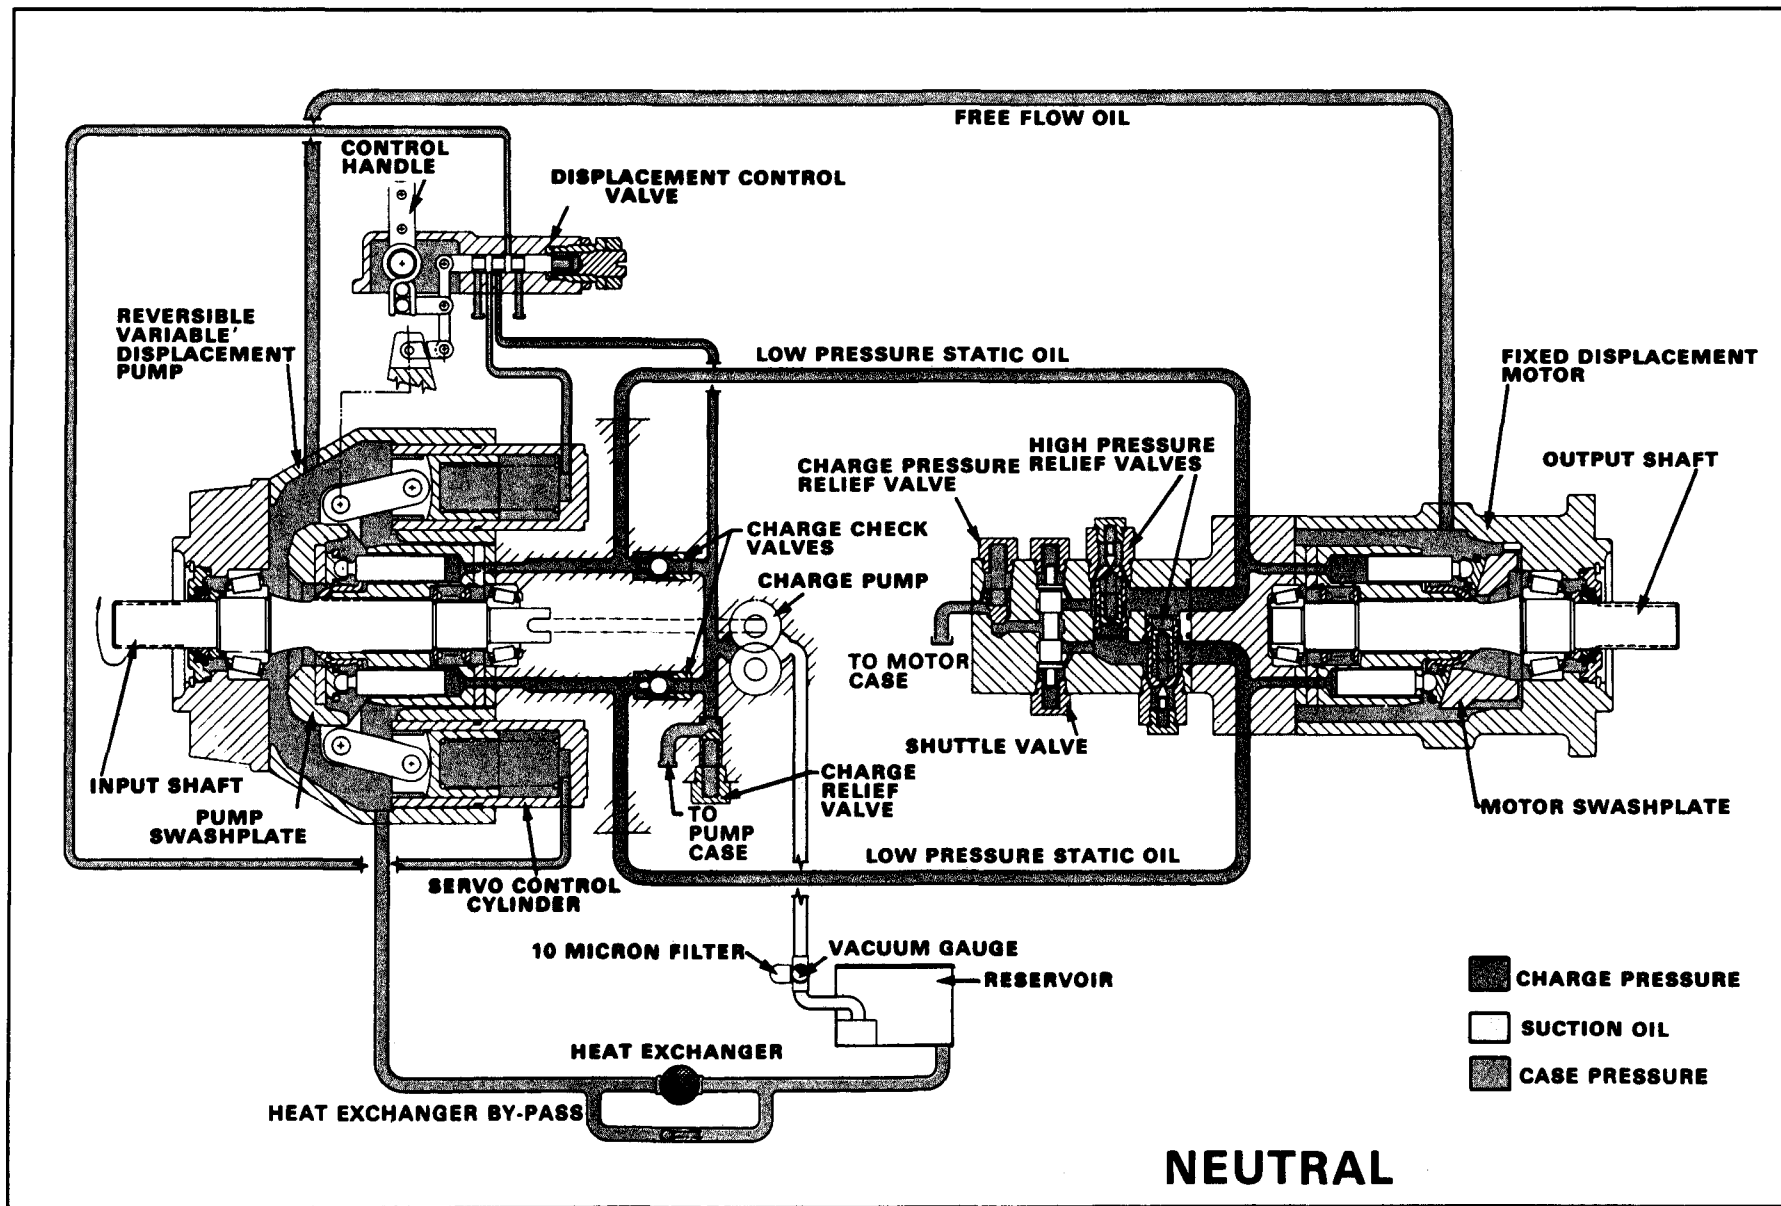 FREE FLOW OIL
CONTROL
HANDLE
DISPLACEMENT CONTROL
VALVE
REVERSIBLE
VARIABLE'
DISPLACEMENT
PUMP
LOW PRESSURE STATIC OIL
FIXED DISPLACEMENT
MOTOR
HIGH PRESSURE
RELIEF VALVES
CHARGE PRESSURE
RELIEF VALVE
OUTPUT SHAFT
CHARGE CHECK
VALVES
CHARGE PUMP
TO MOTOR
CASE
SHUTTLE VALVE
INPUT SHAFT
PUMP
SWASHPLATE
CHARGE
RELIEF
VALVE
TO
PUMP
CASE
MOTOR SWASHPLATE
LOW PRESSURE STATIC OIL
SERVO CONTROL
CYLINDER
10 MICRON FILTER
VACUUM GAUGE
RESERVOIR
CHARGE PRESSURE
SUCTION OIL
CASE PRESSURE
HEAT EXCHANGER
HEAT EXCHANGER BY-PASS
NEUTRAL